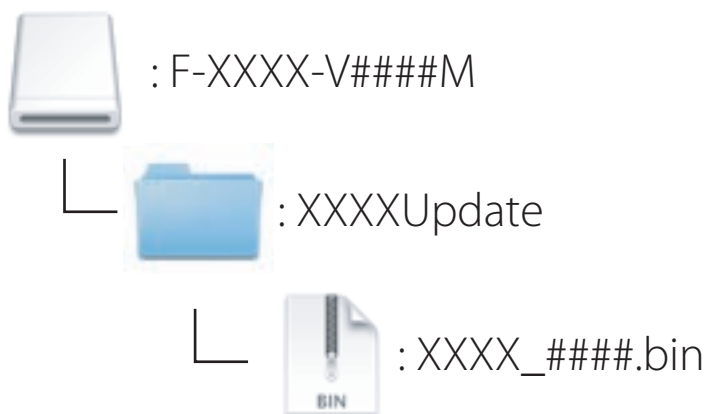 : F-XXXX-V####M
: XXXXUpdate
: XXXX_####.bin
BIN